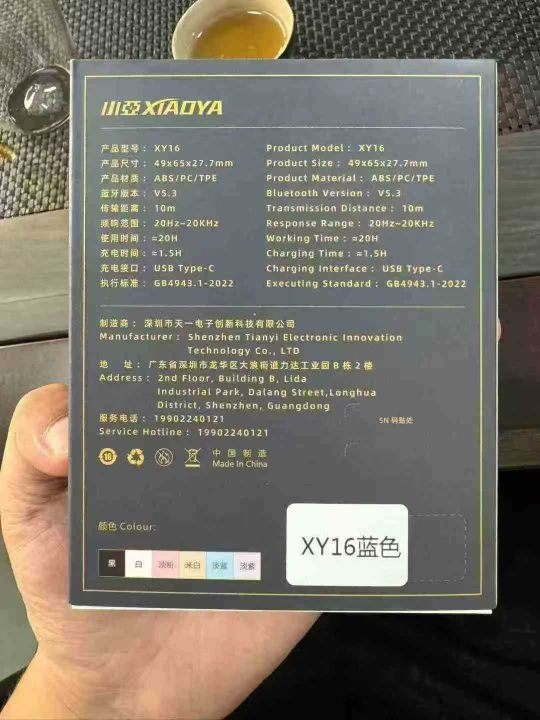 小亞 XIAOYA
产品型号： XY16 Product Model： XY16
产品尺寸： 49x65x27.7mm Product Size： 49x65x27.7mm
产品材质： ABS/PC/TPE Product Material： ABS/PC/TPE
蓝牙版本： V5.3 Bluetooth Version： V5.3
传输距离： 10m Transmission Distance： 10m
频响范围： 20Hz~20KHz Response Range： 20Hz~20KHz
使用时间： ≈20H Working Time： ≈20H
充电时间： ≈1.5H Charging Time： ≈1.5H
充电接口： USB Type-C Charging Interface： USB Type-C
执行标准： GB4943.1-2022 Executing Standard： GB4943.1-2022
制造商： 深圳市天一电子创新科技有限公司
Manufacturer： Shenzhen Tianyi Electronic Innovation
Technology Co., LTD
地 址： 广东省深圳市龙华区大浪街道力达工业园B栋2楼
Address： 2nd Floor, Building B, Lida
Industrial Park, Dalang Street,Longhua
District, Shenzhen, Guangdong
服务电话： 19902240121
Service Hotline： 19902240121
SN码贴处
10
中国制造
Made In China
颜色 Colour:
黑 白 淡粉 米白 淡蓝 淡紫
XY16蓝色